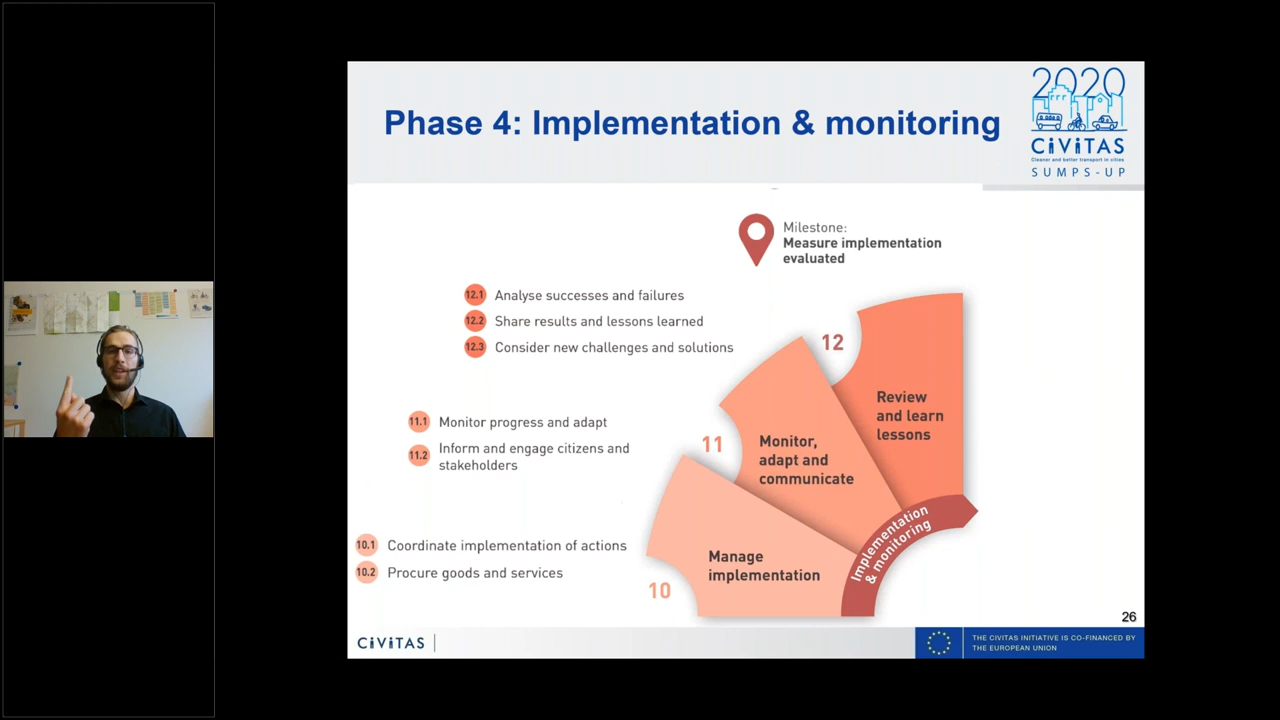 Phase 4: Implementation & monitoring
2020
CiViTAS
Cleaner and better transport in cities
SUMPS-UP
Milestone:
Measure implementation
evaluated
12.1 Analyse successes and failures
12.2 Share results and lessons learned
12.3 Consider new challenges and solutions
12
Review
and learn
lessons
11.1 Monitor progress and adapt
11.2 Inform and engage citizens and
stakeholders
11
Monitor,
adapt and
communicate
10.1 Coordinate implementation of actions
10.2 Procure goods and services
10
Manage
implementation
Implementation
& monitoring
26
CiViTAS
THE CIVITAS INITIATIVE IS CO-FINANCED BY
THE EUROPEAN UNION